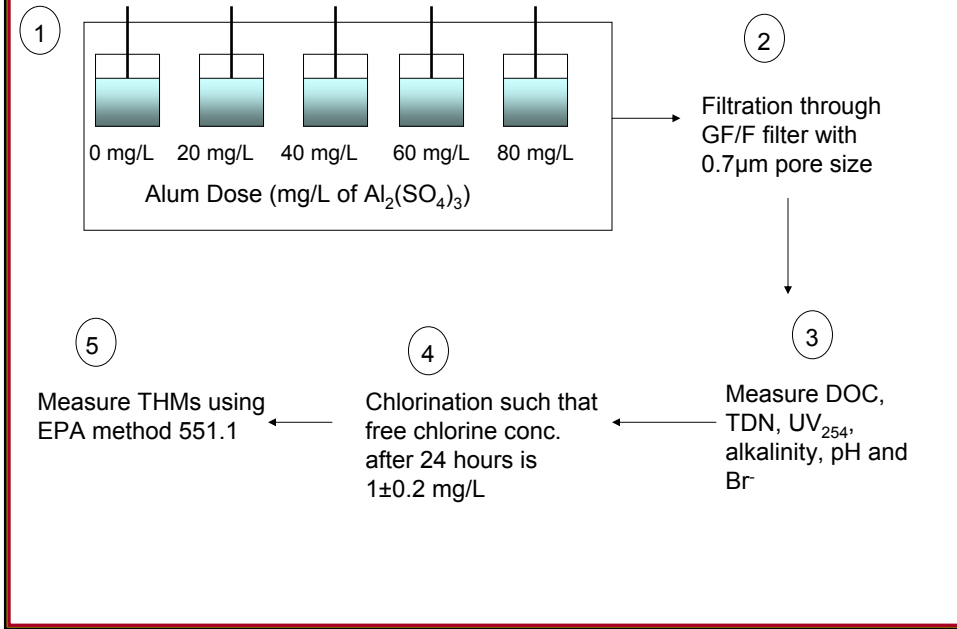 1
0 mg/L 20 mg/L 40 mg/L 60 mg/L 80 mg/L
Alum Dose (mg/L of Al₂(SO₄)₃)
2
Filtration through
GF/F filter with
0.7µm pore size
3
Measure DOC,
TDN, UV₂₅₄,
alkalinity, pH and
Br⁻
4
Chlorination such that
free chlorine conc.
after 24 hours is
1±0.2 mg/L
5
Measure THMs using
EPA method 551.1